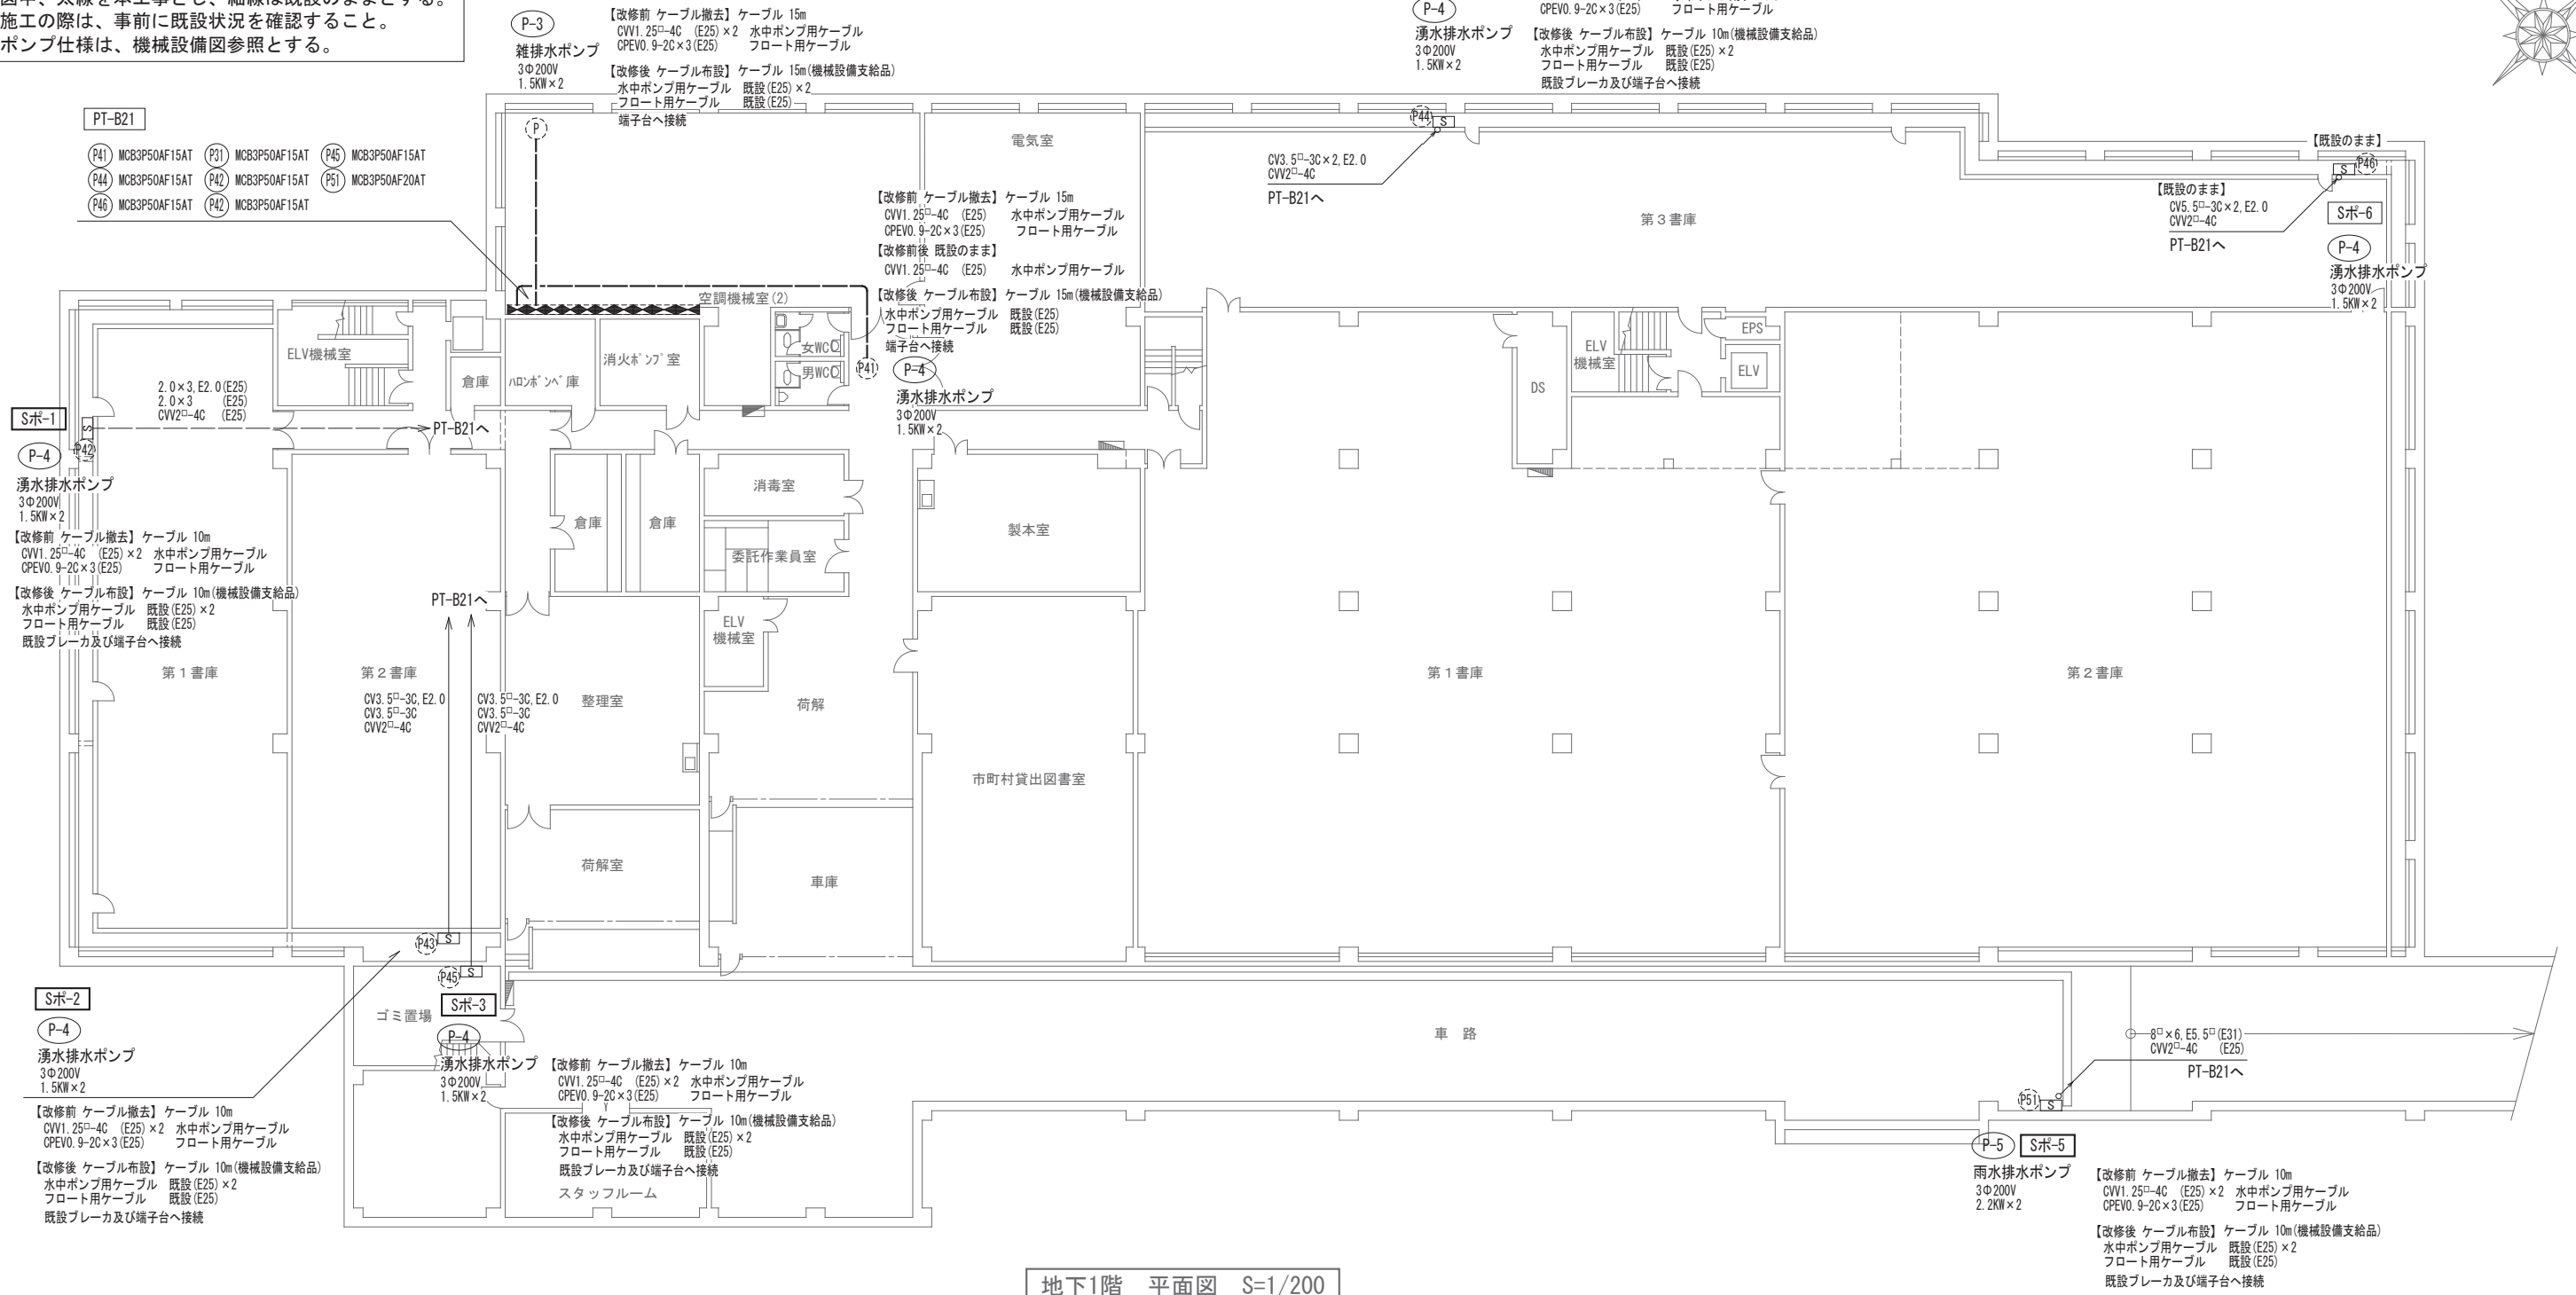 施工の際は、事前に既設状況を確認すること。
ポンプ仕様は、機械設備図参照とする。
P-3
雑排水ポンプ
3Φ200V
1.5KW×2
【改修前 ケーブル撤去】ケーブル 15m
CVV1.25□-4C (E25)×2 水中ポンプ用ケーブル
CPEV0.9-2C×3(E25) フロート用ケーブル
【改修後 ケーブル布設】ケーブル 15m(機械設備支給品)
水中ポンプ用ケーブル 既設(E25)×2
フロート用ケーブル 既設(E25)
端子台へ接続
P-4
湧水排水ポンプ
3Φ200V
1.5KW×2
CPEV0.9-2C×3(E25) フロート用ケーブル
【改修後 ケーブル布設】ケーブル 10m(機械設備支給品)
水中ポンプ用ケーブル 既設(E25)×2
フロート用ケーブル 既設(E25)
既設ブレーカ及び端子台へ接続
PT-B21
P41 MCB3P50AF15AT P31 MCB3P50AF15AT P45 MCB3P50AF15AT
P44 MCB3P50AF15AT P42 MCB3P50AF15AT P51 MCB3P50AF20AT
P46 MCB3P50AF15AT P42 MCB3P50AF15AT
P
電気室
P44
S
CV3.5□-3C×2,E2.0
CVV2□-4C
PT-B21へ
第3書庫
【既設のまま】
P46
S
【既設のまま】
CV5.5□-3C×2,E2.0
CVV2□-4C
PT-B21へ
Sポ-6
P-4
湧水排水ポンプ
3Φ200V
1.5KW×2
【改修前 ケーブル撤去】ケーブル 15m
CVV1.25□-4C (E25) 水中ポンプ用ケーブル
CPEV0.9-2C×3(E25) フロート用ケーブル
【改修前後 既設のまま】
CVV1.25□-4C (E25) 水中ポンプ用ケーブル
【改修後 ケーブル布設】ケーブル 15m(機械設備支給品)
水中ポンプ用ケーブル 既設(E25)
フロート用ケーブル 既設(E25)
端子台へ接続
P-4
湧水排水ポンプ
3Φ200V
1.5KW×2
空調機械室(2)
女WC
男WC
P41
ELV機械室
倉庫
ハロンボンベ庫
消火ポンプ室
ELV
機械室
DS
EPS
ELV
2.0×3,E2.0(E25)
2.0×3 (E25)
CVV2□-4C (E25)
PT-B21へ
Sポ-1
S
P42
P-4
湧水排水ポンプ
3Φ200V
1.5KW×2
【改修前 ケーブル撤去】ケーブル 10m
CVV1.25□-4C (E25)×2 水中ポンプ用ケーブル
CPEV0.9-2C×3(E25) フロート用ケーブル
【改修後 ケーブル布設】ケーブル 10m(機械設備支給品)
水中ポンプ用ケーブル 既設(E25)×2
フロート用ケーブル 既設(E25)
既設ブレーカ及び端子台へ接続
倉庫
倉庫
消毒室
委託作業員室
製本室
PT-B21へ
ELV
機械室
第1書庫
第2書庫
CV3.5□-3C,E2.0
CV3.5□-3C
CVV2□-4C
CV3.5□-3C,E2.0
CV3.5□-3C
CVV2□-4C
整理室
荷解
第1書庫
第2書庫
市町村貸出図書室
荷解室
車庫
P43
S
P45
S
Sポ-2
P-4
湧水排水ポンプ
3Φ200V
1.5KW×2
【改修前 ケーブル撤去】ケーブル 10m
CVV1.25□-4C (E25)×2 水中ポンプ用ケーブル
CPEV0.9-2C×3(E25) フロート用ケーブル
【改修後 ケーブル布設】ケーブル 10m(機械設備支給品)
水中ポンプ用ケーブル 既設(E25)×2
フロート用ケーブル 既設(E25)
既設ブレーカ及び端子台へ接続
ゴミ置場
Sポ-3
P-4
湧水排水ポンプ
3Φ200V
1.5KW×2
【改修前 ケーブル撤去】ケーブル 10m
CVV1.25□-4C (E25)×2 水中ポンプ用ケーブル
CPEV0.9-2C×3(E25) フロート用ケーブル
【改修後 ケーブル布設】ケーブル 10m(機械設備支給品)
水中ポンプ用ケーブル 既設(E25)×2
フロート用ケーブル 既設(E25)
既設ブレーカ及び端子台へ接続
スタッフルーム
車 路
8□×6,E5.5□(E31)
CVV2□-4C (E25)
PT-B21へ
P51
S
P-5
Sポ-5
雨水排水ポンプ
3Φ200V
2.2KW×2
【改修前 ケーブル撤去】ケーブル 10m
CVV1.25□-4C (E25)×2 水中ポンプ用ケーブル
CPEV0.9-2C×3(E25) フロート用ケーブル
【改修後 ケーブル布設】ケーブル 10m(機械設備支給品)
水中ポンプ用ケーブル 既設(E25)×2
フロート用ケーブル 既設(E25)
既設ブレーカ及び端子台へ接続
地下1階 平面図 S=1/200